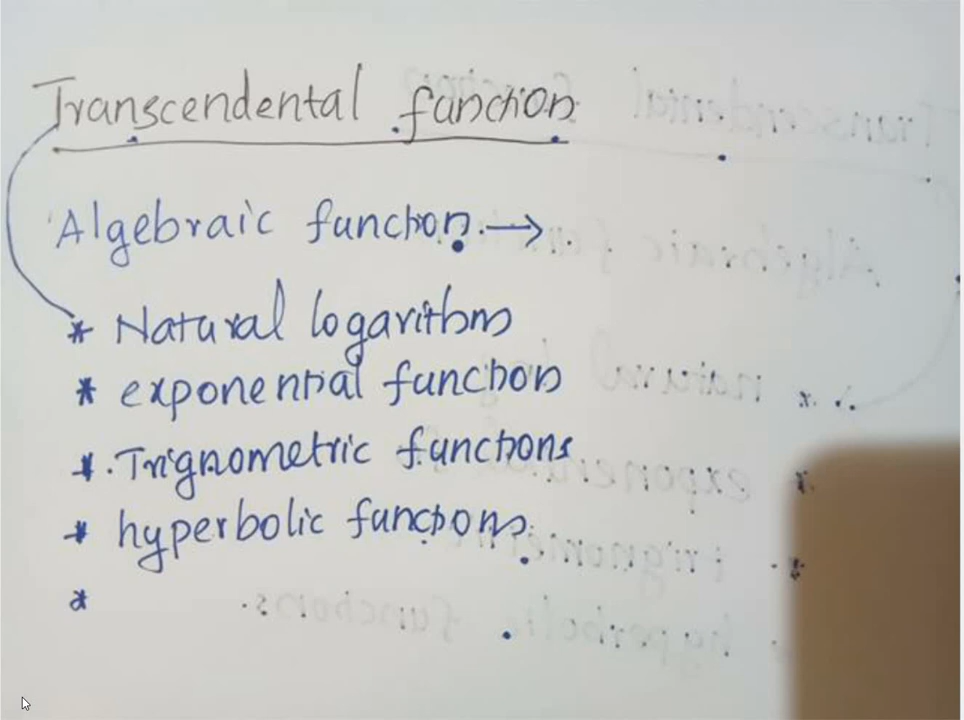 Transcendental function
Algebraic function →
* Natural logarithms
* exponential function
* Trignometric functions
* hyperbolic functions
*